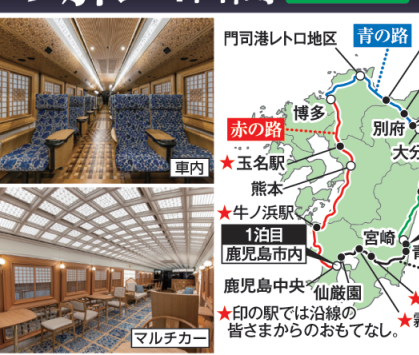 車内
マルチカー
門司港レトロ地区
青の路
博多
別府
大分
赤の路
★玉名駅
熊本
★牛ノ浜駅
1泊目
鹿児島市内
宮崎
鹿児島中央
仙厳園
★印の駅では沿線の
皆さまからのおもてなし。